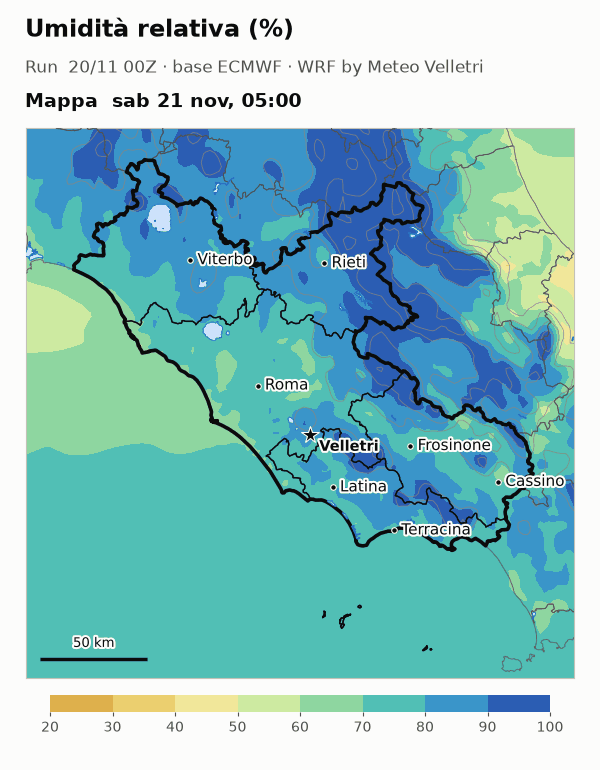 Umidità relativa (%)
Run  20/11 00Z · base ECMWF · WRF by Meteo Velletri
Mappa  sab 21 nov, 05:00
Viterbo
Rieti
Roma
Velletri
Frosinone
Cassino
Latina
Terracina
50 km
20 30 40 50 60 70 80 90 100